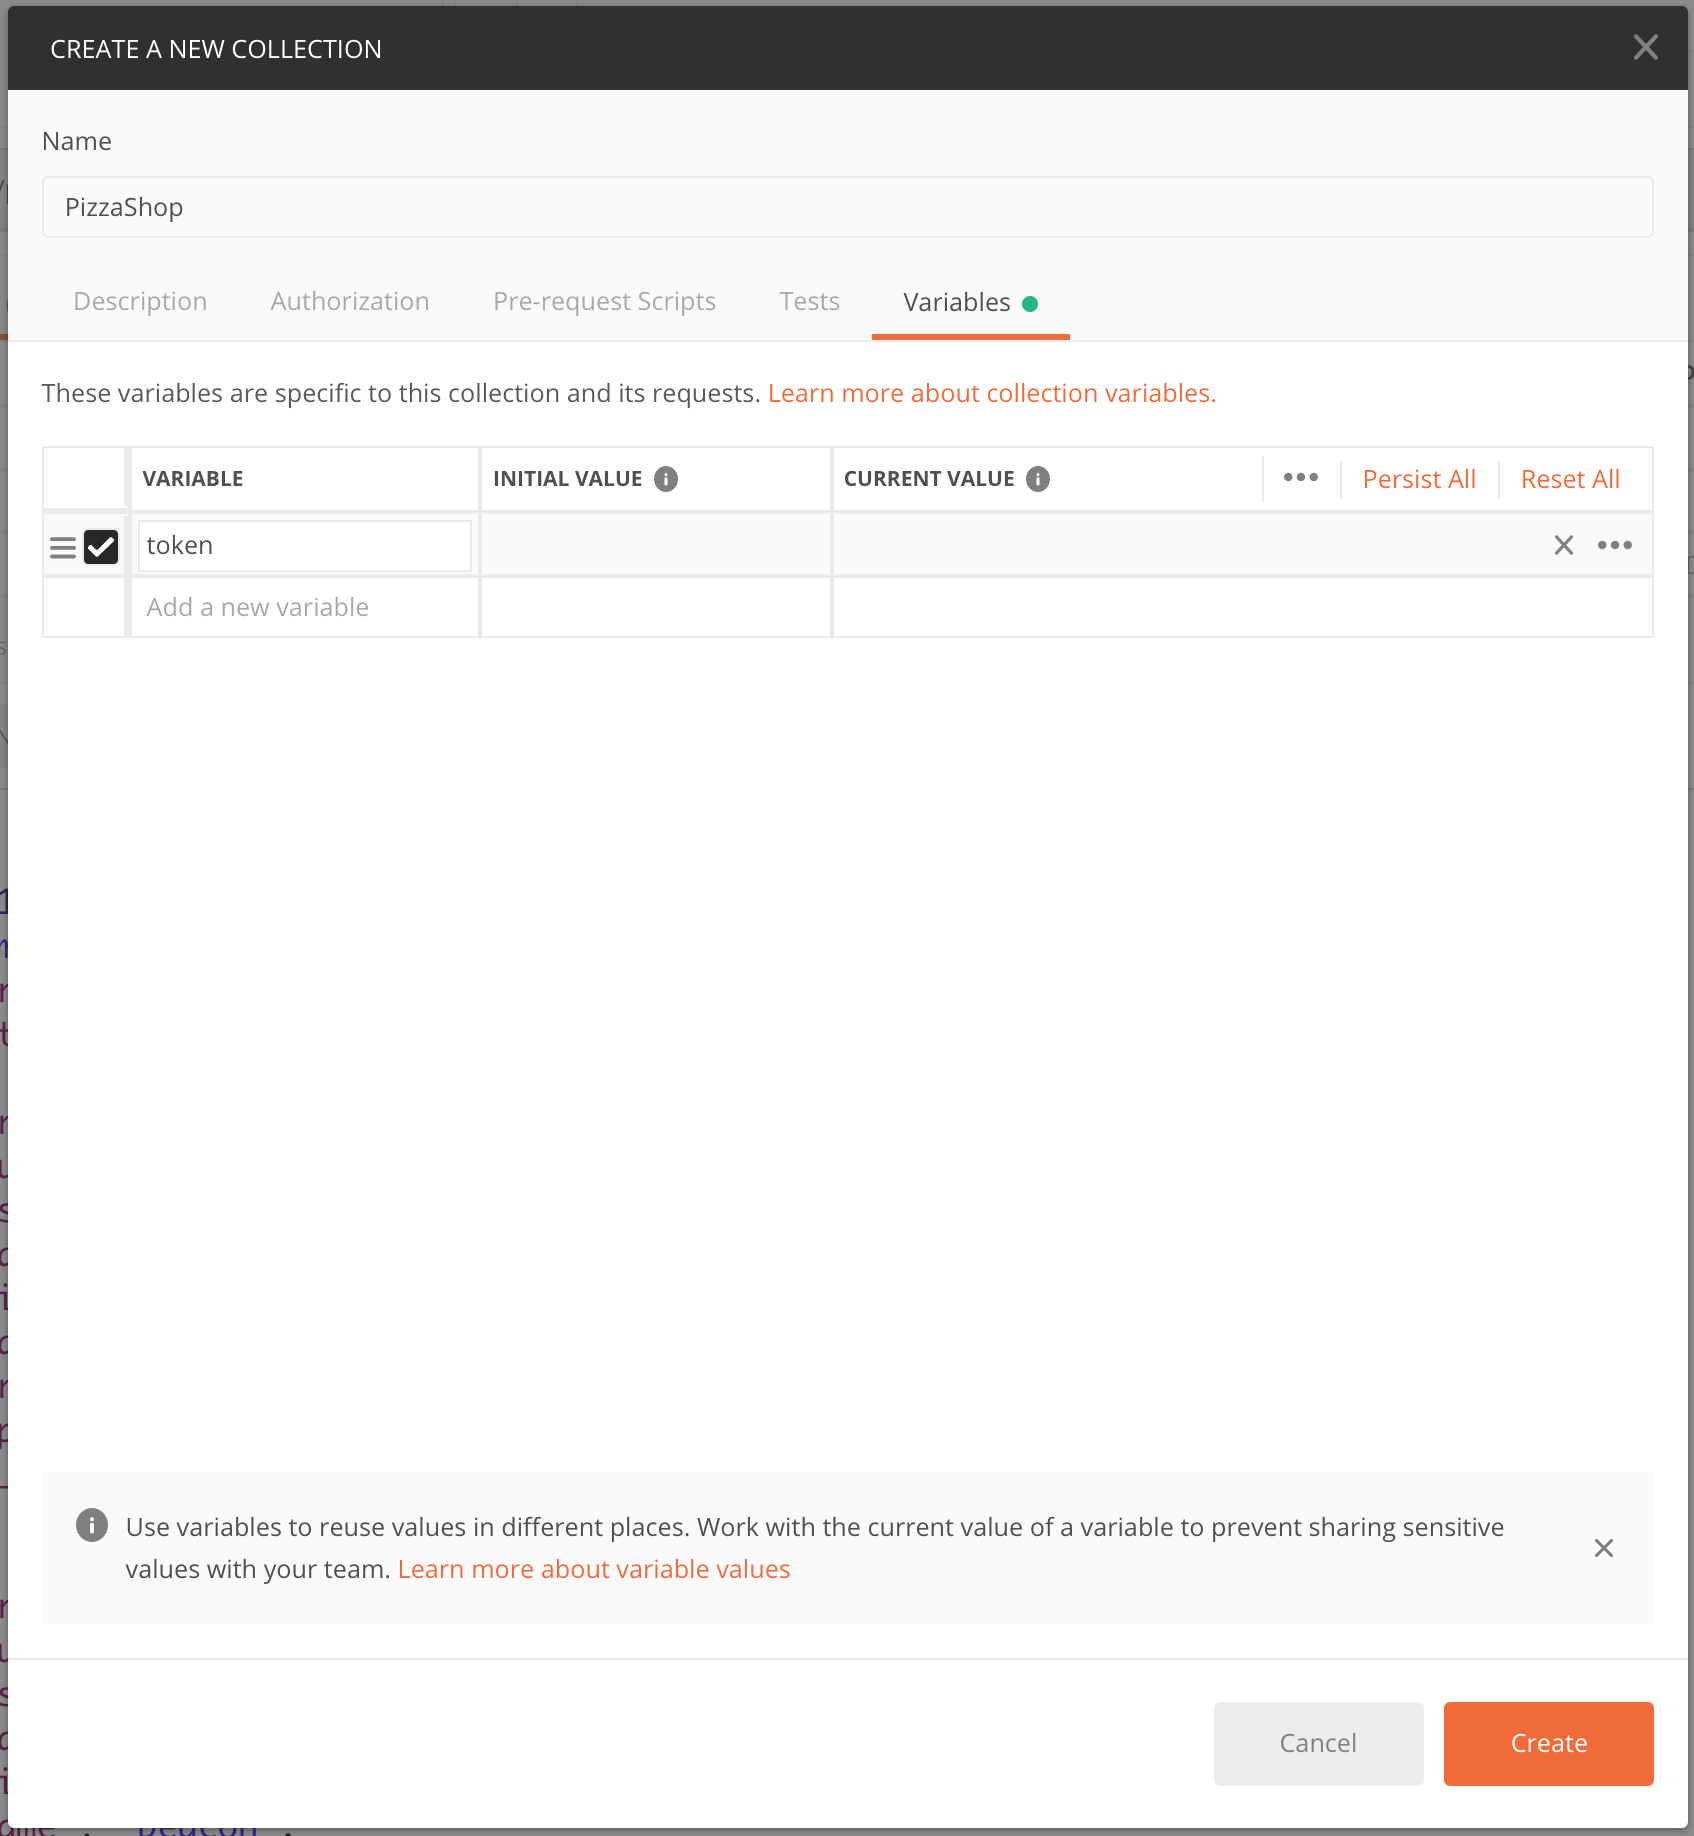 CREATE A NEW COLLECTION
Name
PizzaShop
Description Authorization Pre-request Scripts Tests Variables
These variables are specific to this collection and its requests. Learn more about collection variables.
VARIABLE INITIAL VALUE CURRENT VALUE Persist All Reset All
token
Add a new variable
Use variables to reuse values in different places. Work with the current value of a variable to prevent sharing sensitive
values with your team. Learn more about variable values
Cancel Create